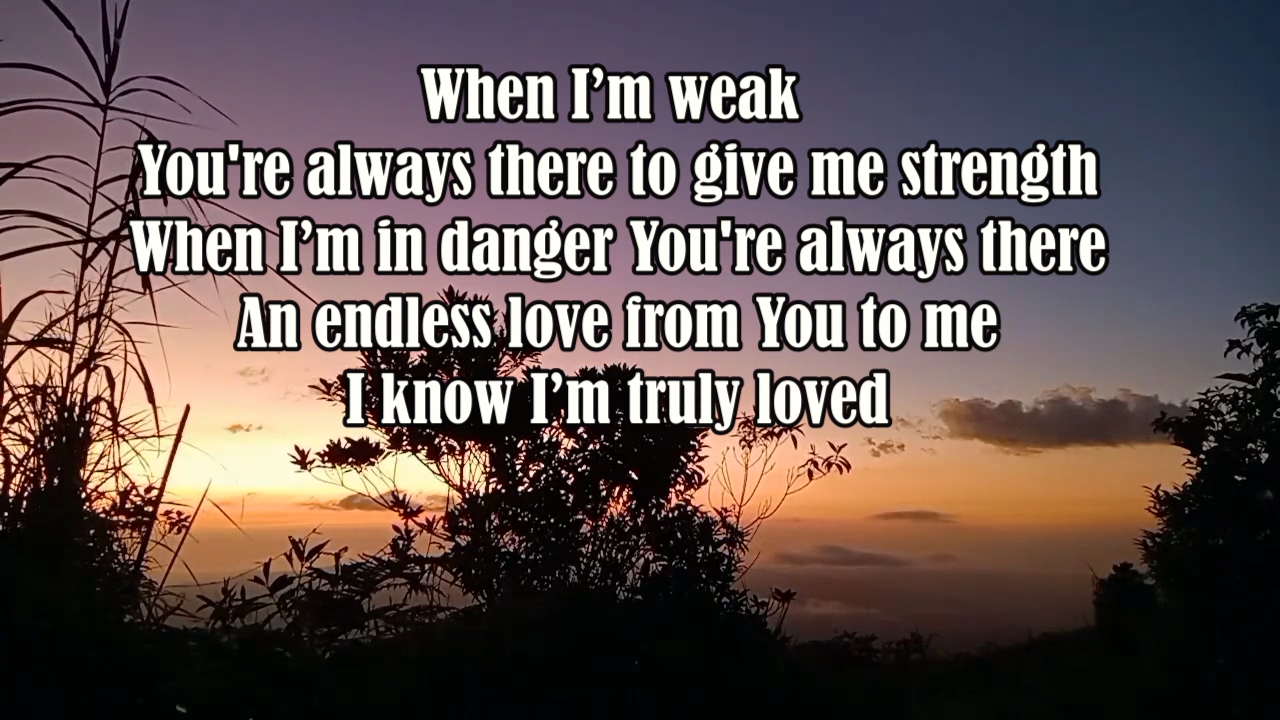 When I’m weak
You're always there to give me strength
When I’m in danger You're always there
An endless love from You to me
I know I’m truly loved